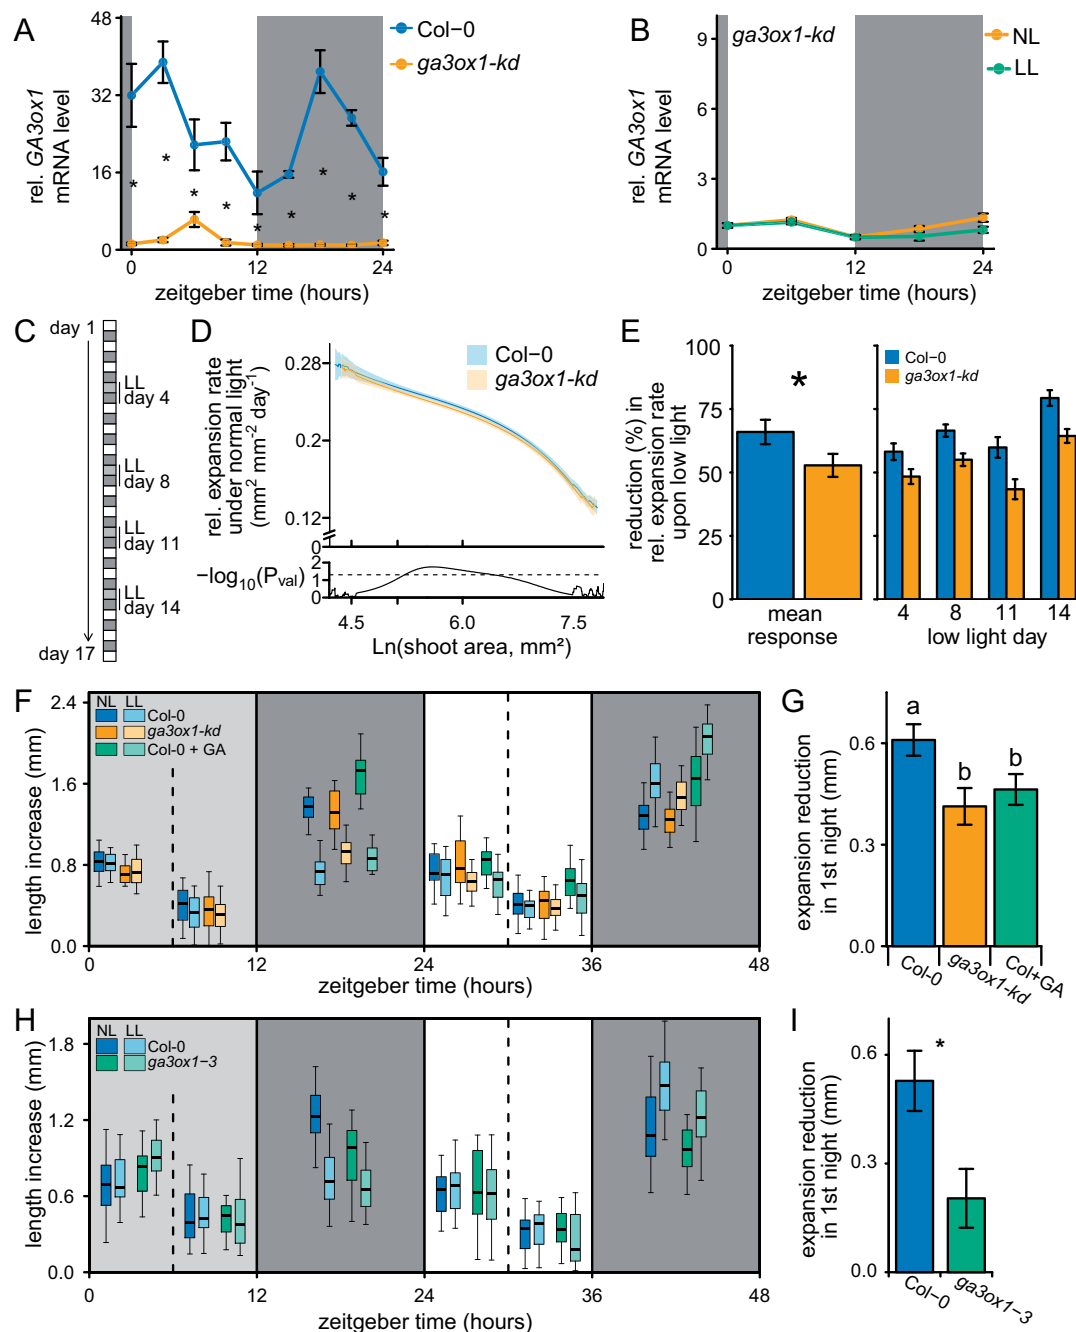 A
rel. GA3ox1
mRNA level
48
32
16
0
Col−0
ga3ox1-kd
*
*
*
*
*
*
*
*
*
0
12
24
zeitgeber time (hours)
B
rel. GA3ox1
mRNA level
9
6
3
0
ga3ox1-kd
NL
LL
0
12
24
zeitgeber time (hours)
C
day 1
LL
day 4
LL
day 8
LL
day 11
LL
day 14
day 17
D
rel. expansion rate
under normal light
(mm² mm⁻² day⁻¹)
0.28
0.2
0.12
0
Col−0
ga3ox1-kd
−log₁₀(Pval)
2
1
0
4.5
6.0
7.5
Ln(shoot area, mm²)
E
reduction (%) in
rel. expansion rate
upon low light
100
75
50
25
0
*
mean
response
Col−0
ga3ox1-kd
4
8
11
14
low light day
F
length increase (mm)
2.4
1.6
0.8
0.0
NL LL
Col-0
ga3ox1-kd
Col-0 + GA
0
12
24
36
48
zeitgeber time (hours)
G
expansion reduction
in 1st night (mm)
0.6
0.3
0.0
a
b
b
Col-0
ga3ox1-kd
Col+GA
H
length increase (mm)
1.8
1.2
0.6
0.0
NL LL
Col-0
ga3ox1−3
0
12
24
36
48
zeitgeber time (hours)
I
expansion reduction
in 1st night (mm)
0.6
0.3
0.0
*
Col−0
ga3ox1−3